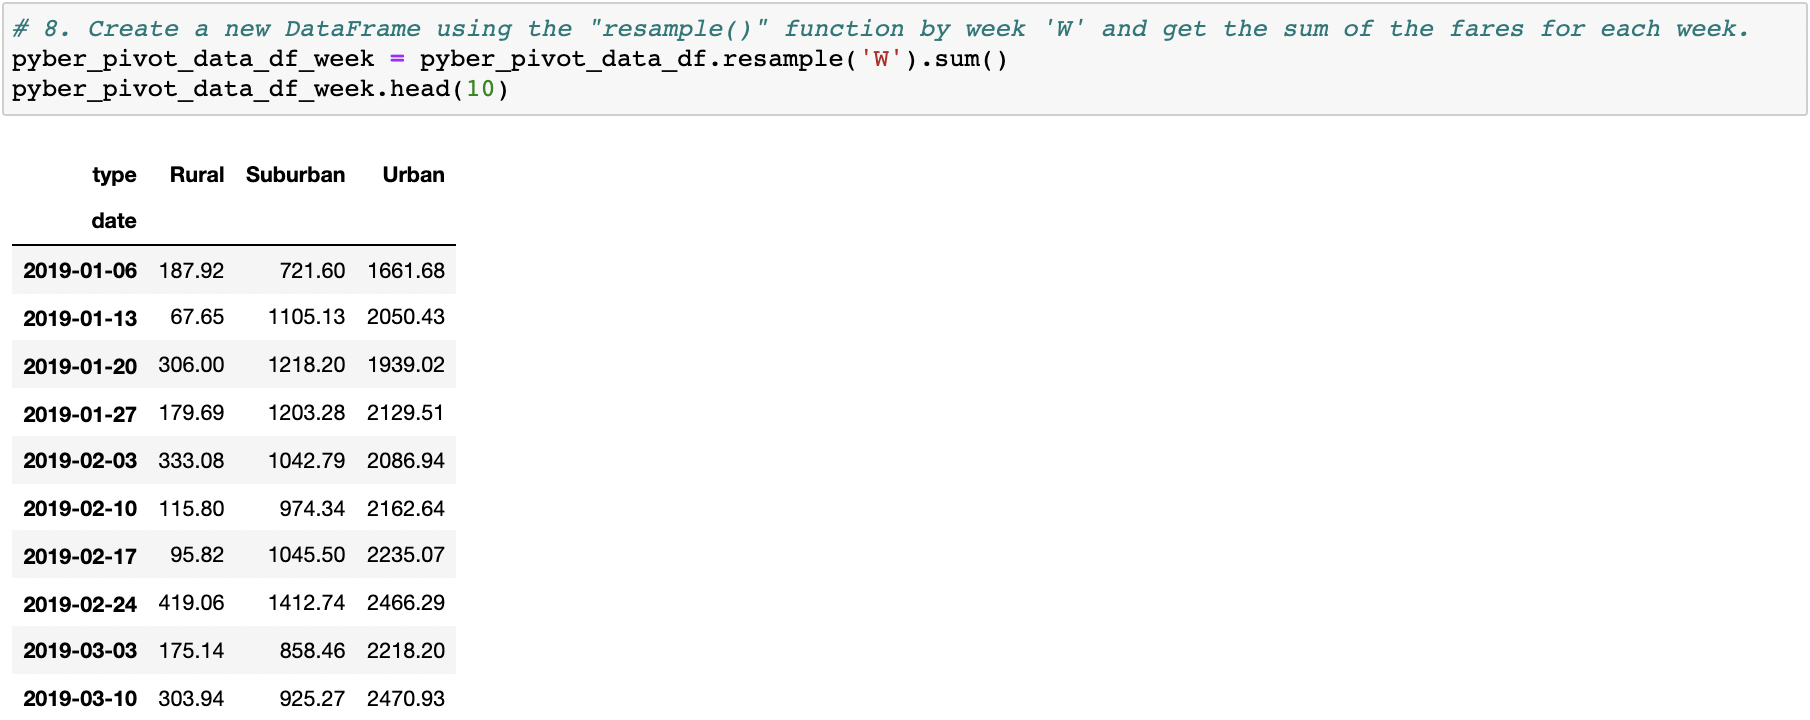 # 8. Create a new DataFrame using the "resample()" function by week 'W' and get the sum of the fares for each week.
pyber_pivot_data_df_week = pyber_pivot_data_df.resample('W').sum()
pyber_pivot_data_df_week.head(10)
type Rural Suburban Urban
date
2019-01-06 187.92 721.60 1661.68
2019-01-13 67.65 1105.13 2050.43
2019-01-20 306.00 1218.20 1939.02
2019-01-27 179.69 1203.28 2129.51
2019-02-03 333.08 1042.79 2086.94
2019-02-10 115.80 974.34 2162.64
2019-02-17 95.82 1045.50 2235.07
2019-02-24 419.06 1412.74 2466.29
2019-03-03 175.14 858.46 2218.20
2019-03-10 303.94 925.27 2470.93